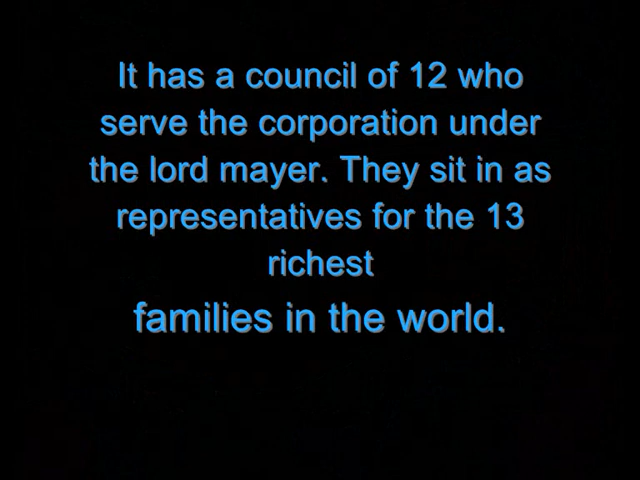 It has a council of 12 who
serve the corporation under
the lord mayer. They sit in as
representatives for the 13
richest
families in the world.